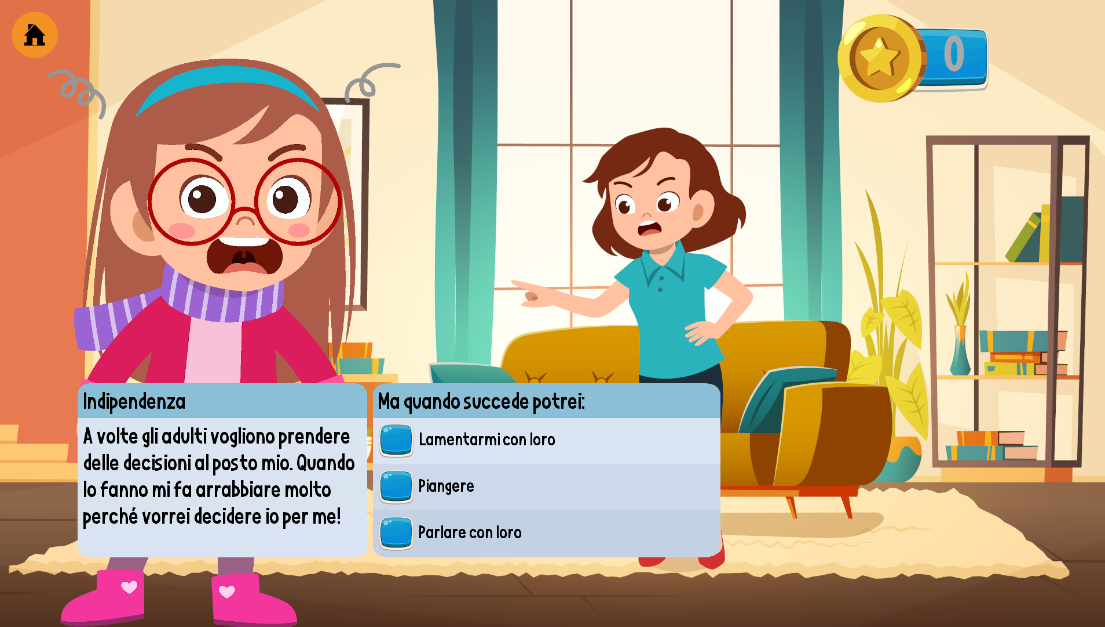 0
Indipendenza
A volte gli adulti vogliono prendere
delle decisioni al posto mio. Quando
lo fanno mi fa arrabbiare molto
perché vorrei decidere io per me!
Ma quando succede potrei:
Lamentarmi con loro
Piangere
Parlare con loro